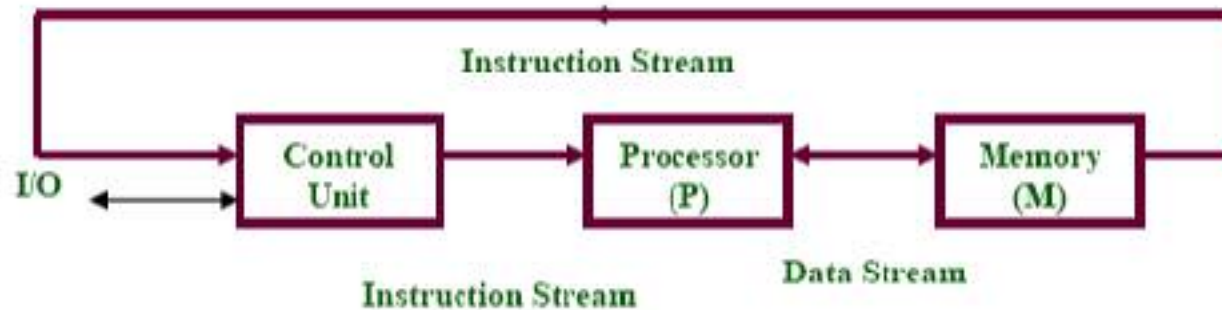 Instruction Stream
Control
Unit
Processor
(P)
Memory
(M)
I/O
Data Stream
Instruction Stream